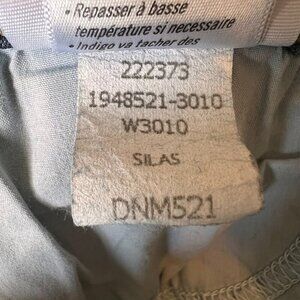 • Repasser à basse
température si necessaire
• Indigo va tacher des
222373
1948521-3010
W3010
SILAS
DNM521